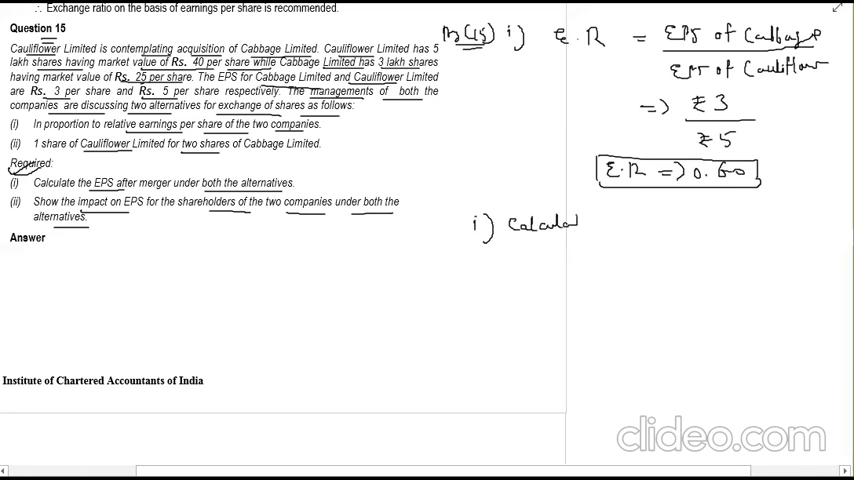 ∴ Exchange ratio on the basis of earnings per share is recommended.
Question 15
Cauliflower Limited is contemplating acquisition of Cabbage Limited. Cauliflower Limited has 5
lakh shares having market value of Rs. 40 per share while Cabbage Limited has 3 lakh shares
having market value of Rs. 25 per share. The EPS for Cabbage Limited and Cauliflower Limited
are Rs. 3 per share and Rs. 5 per share respectively. The managements of both the
companies are discussing two alternatives for exchange of shares as follows:
(i) In proportion to relative earnings per share of the two companies.
(ii) 1 share of Cauliflower Limited for two shares of Cabbage Limited.
Required:
(i) Calculate the EPS after merger under both the alternatives.
(ii) Show the impact on EPS for the shareholders of the two companies under both the
alternatives.
Answer
Institute of Chartered Accountants of India
(15) i) E.R = EPS of Cabbage
EPS of Cauliflow
=> ₹3
₹5
E.R => 0.60
i) Calculat
clideo.com